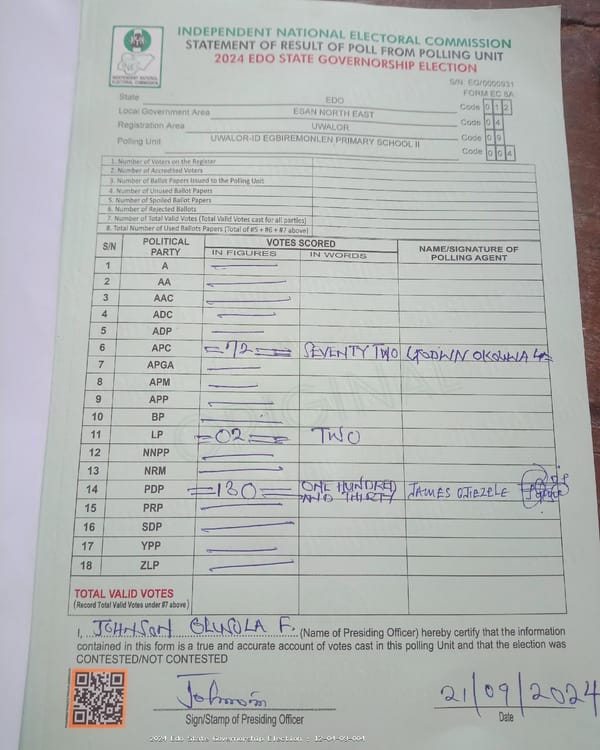 INDEPENDENT NATIONAL ELECTORAL COMMISSION
STATEMENT OF RESULT OF POLL FROM POLLING UNIT
2024 EDO STATE GOVERNORSHIP ELECTION
INDEPENDENT NATIONAL ELECTORAL COMMISSION
S/N: EG/0000931
FORM EC 8A
State EDO Code 0 1 2
Local Government Area ESAN NORTH EAST Code 0 4
Registration Area UWALOR Code 0 9
Polling Unit UWALOR-ID EGBIREMONLEN PRIMARY SCHOOL II Code 0 0 4
1. Number of Voters on the Register
2. Number of Accredited Voters
3. Number of Ballot Papers Issued to the Polling Unit
4. Number of Unused Ballot Papers
5. Number of Spoiled Ballot Papers
6. Number of Rejected Ballots
7. Number of Total Valid Votes (Total Valid Votes cast for all parties)
8. Total Number of Used Ballots Papers (Total of #5 + #6 + #7 above)
S/N POLITICAL PARTY VOTES SCORED NAME/SIGNATURE OF POLLING AGENT
IN FIGURES IN WORDS
1 A
2 AA
3 AAC
4 ADC
5 ADP
6 APC =72= SEVENTY TWO GODWIN
7 APGA
8 APM
9 APP
10 BP
11 LP =02= TWO
12 NNPP
13 NRM
14 PDP =130= ONE HUNDRED AND THIRTY JAMES
15 PRP
16 SDP
17 YPP
18 ZLP
ORIGINAL
TOTAL VALID VOTES
(Record Total Valid Votes under #7 above)
I, JOHNSON F. (Name of Presiding Officer) hereby certify that the information
contained in this form is a true and accurate account of votes cast in this polling Unit and that the election was
CONTESTED/NOT CONTESTED
21/09/2024
Sign/Stamp of Presiding Officer Date
2024 Edo State Governorship Election : 12-04-09-004